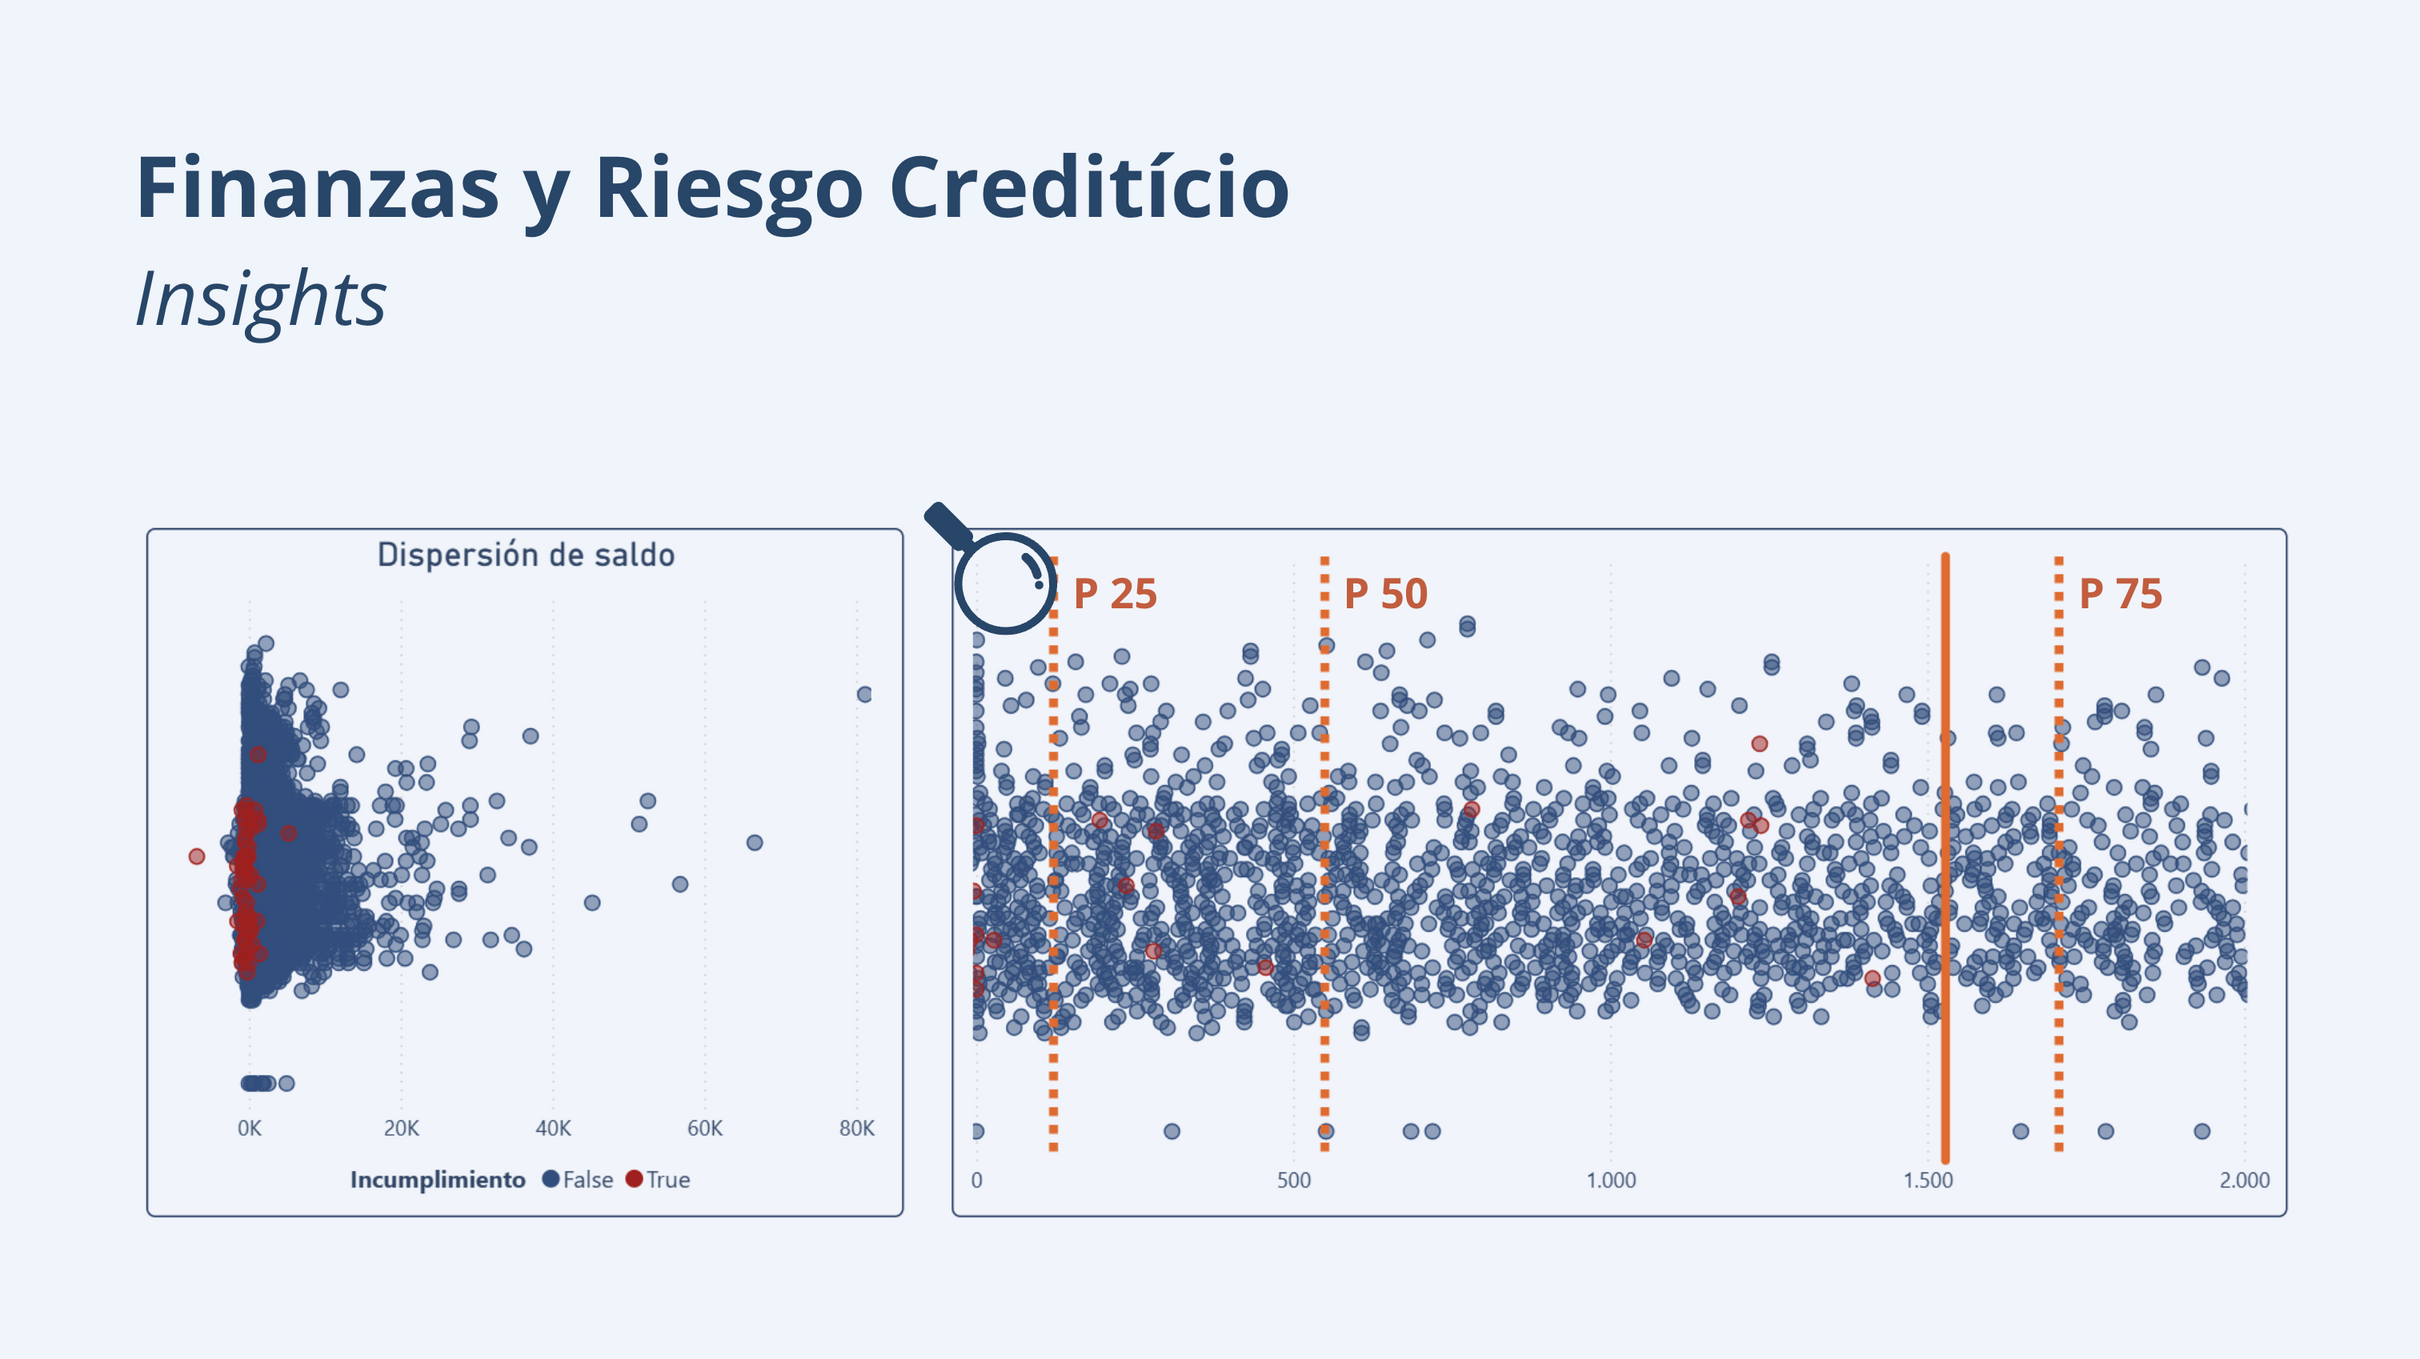 Finanzas y Riesgo Creditício
Insights
Dispersión de saldo
0K 20K 40K 60K 80K
Incumplimiento False True
P 25 P 50 P 75
0 500 1.000 1.500 2.000